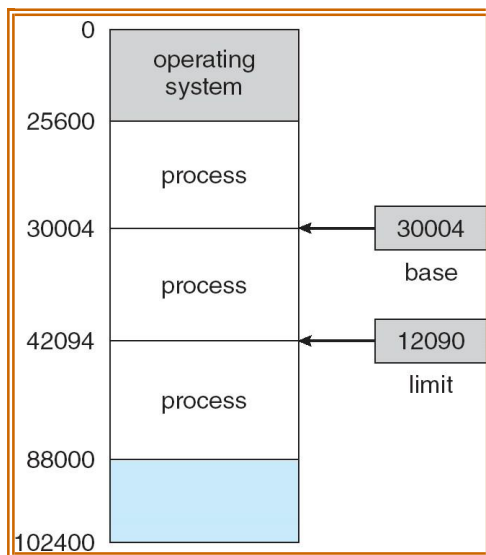 0
operating
system
25600
process
30004
30004
base
process
42094
12090
limit
process
88000
102400